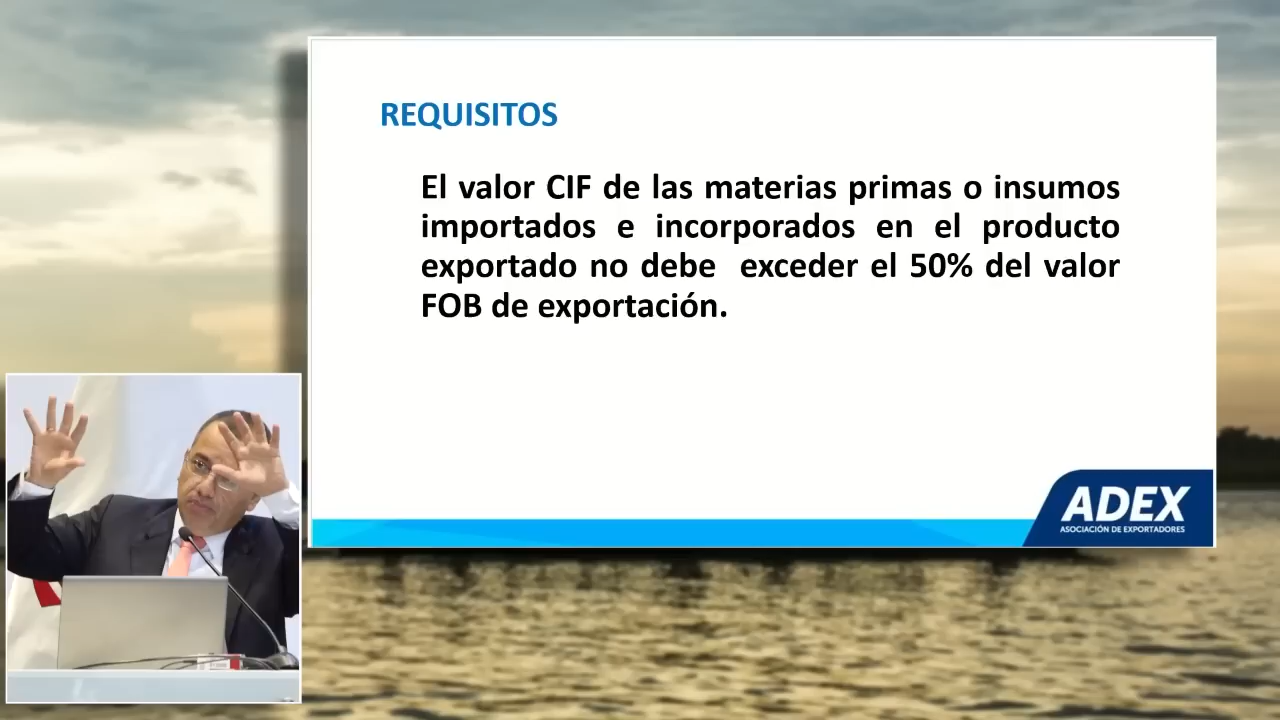 REQUISITOS
El valor CIF de las materias primas o insumos
importados e incorporados en el producto
exportado no debe exceder el 50% del valor
FOB de exportación.
ADEX
ASOCIACIÓN DE EXPORTADORES